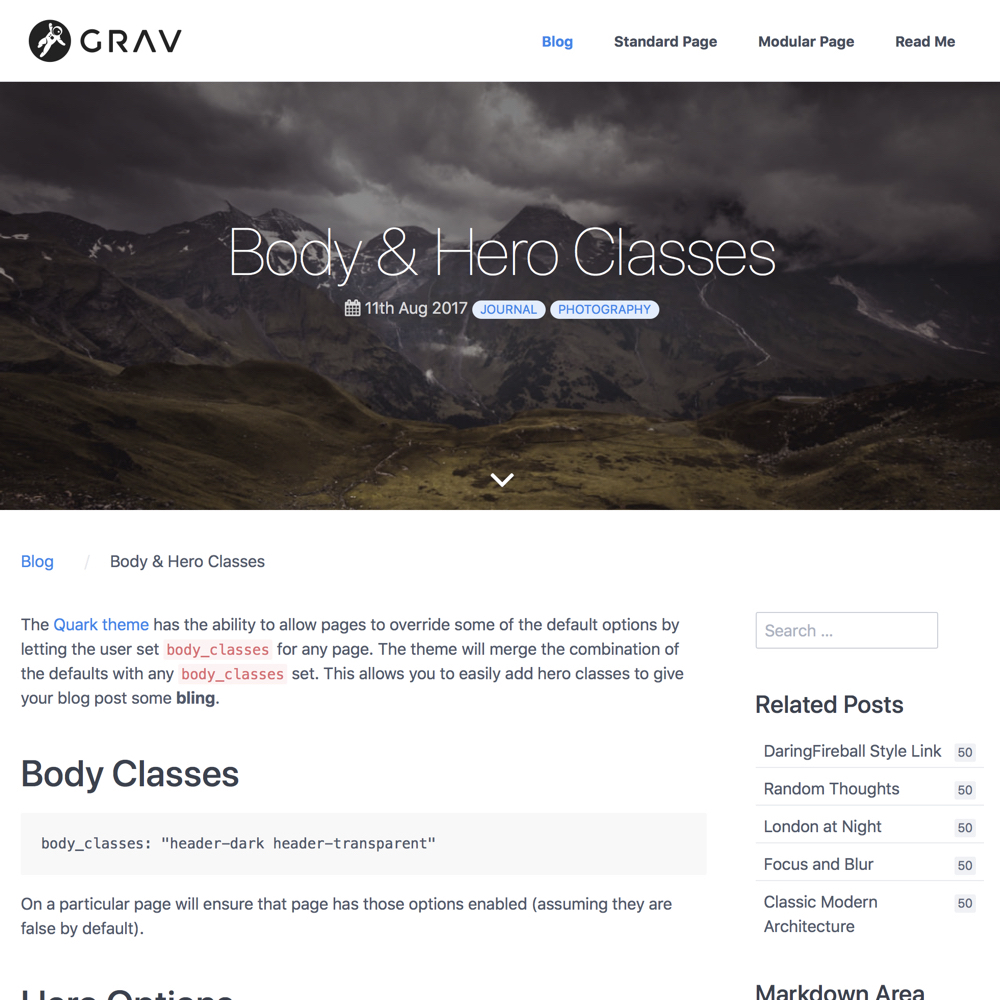 GRAV
Blog
Standard Page
Modular Page
Read Me
Body & Hero Classes
11th Aug 2017 JOURNAL PHOTOGRAPHY
Blog / Body & Hero Classes
The Quark theme has the ability to allow pages to override some of the default options by
letting the user set body_classes for any page. The theme will merge the combination of
the defaults with any body_classes set. This allows you to easily add hero classes to give
your blog post some bling.
Body Classes
body_classes: "header-dark header-transparent"
On a particular page will ensure that page has those options enabled (assuming they are
false by default).
Hero Options
Search ...
Related Posts
DaringFireball Style Link 50
Random Thoughts 50
London at Night 50
Focus and Blur 50
Classic Modern 50
Architecture
Markdown Area